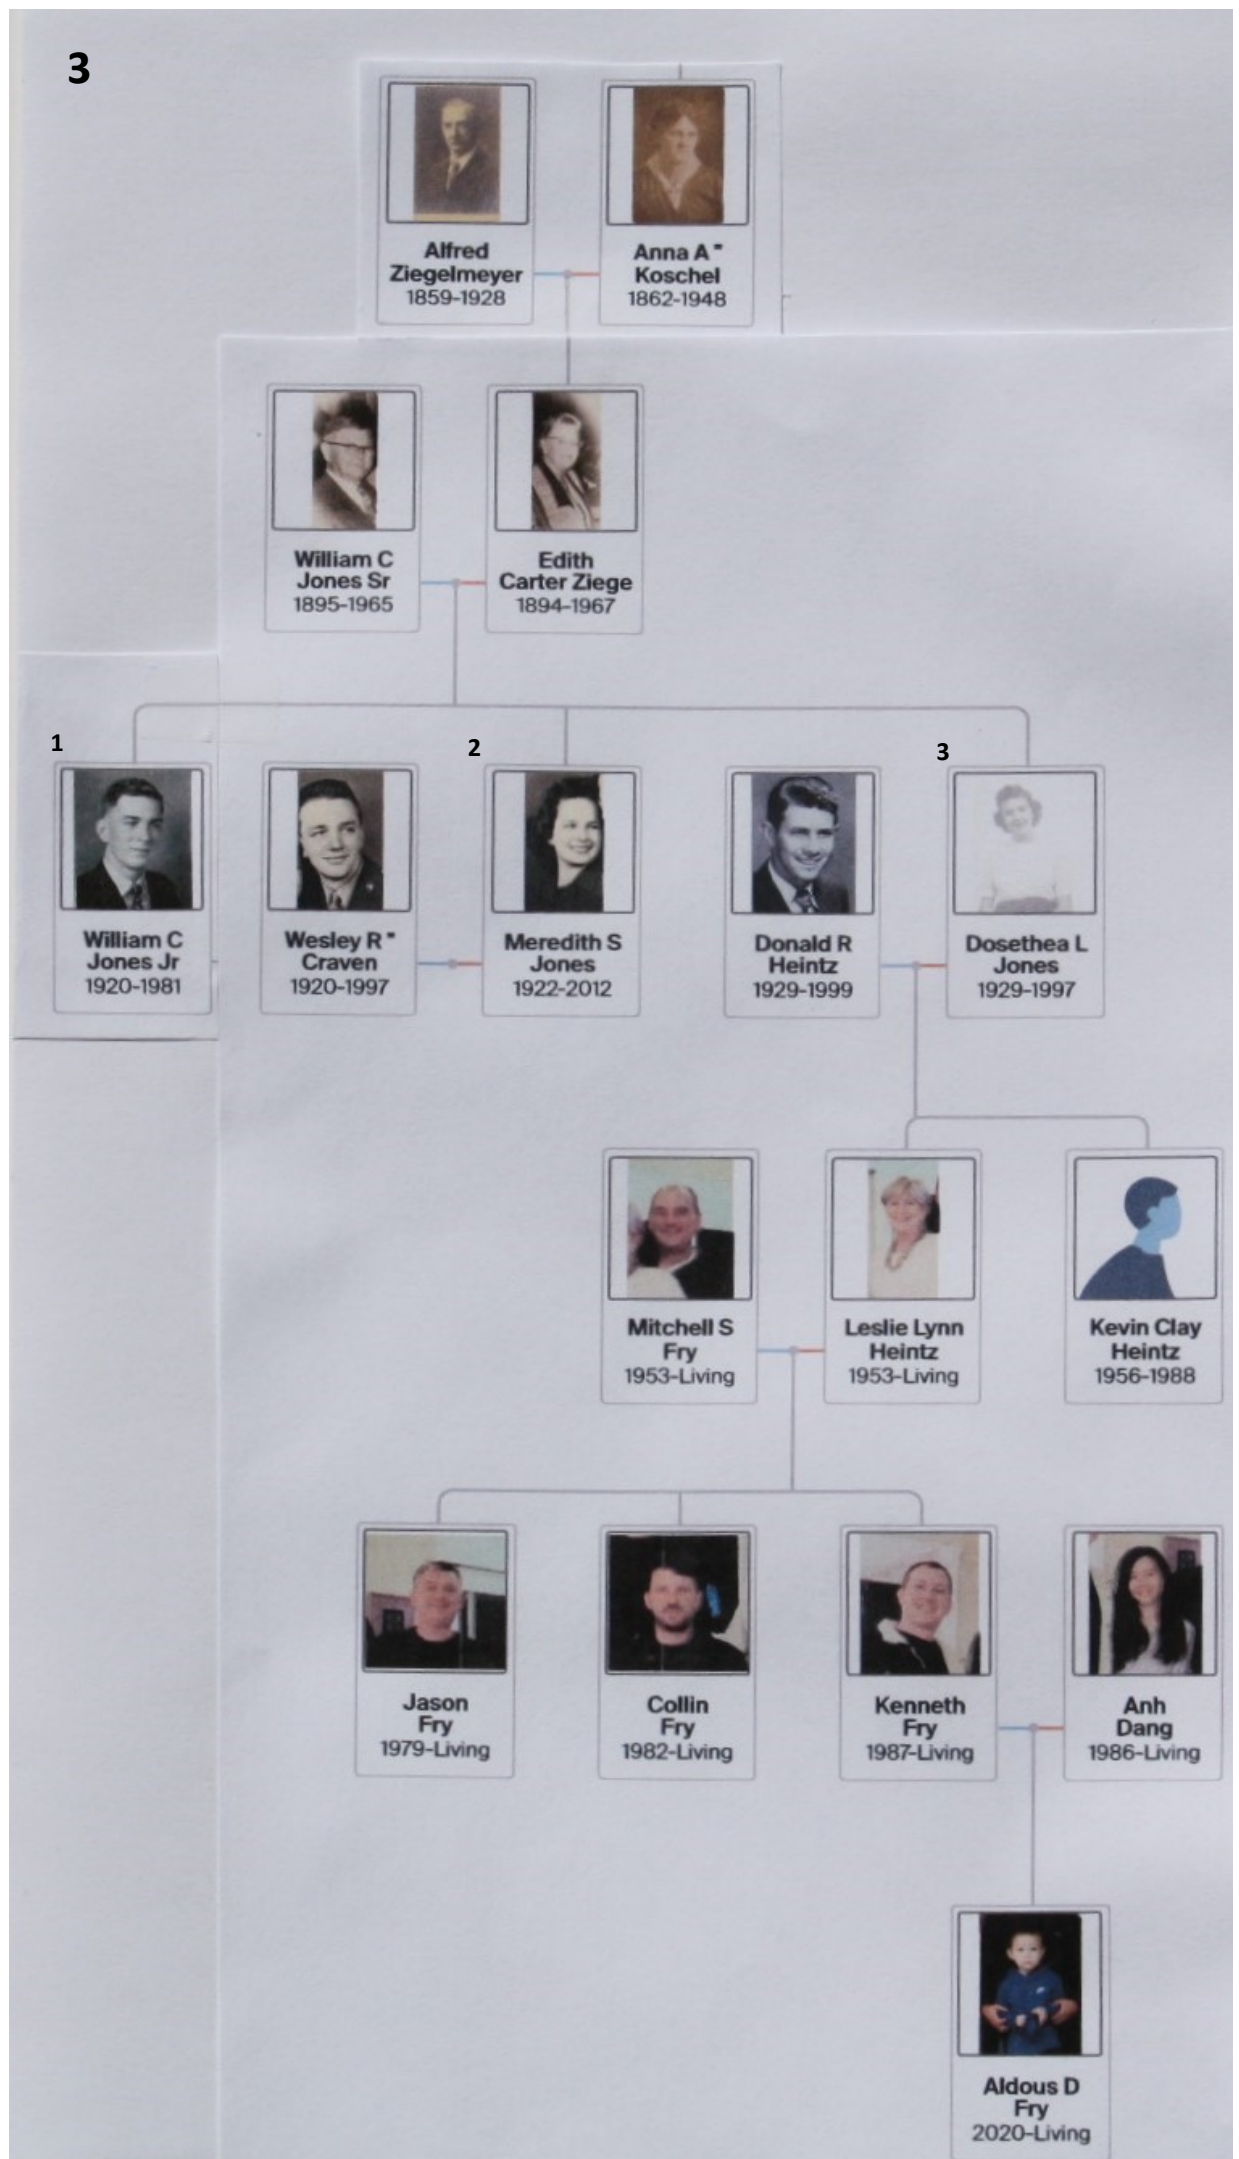 3
Alfred
Ziegelmeyer
1859-1928
Anna A"
Koschel
1862-1948
William C
Jones Sr
1895-1965
Edith
Carter Ziege
1894-1967
1
2
3
William C
Jones Jr
1920-1981
Wesley R"
Craven
1920-1997
Meredith S
Jones
1922-2012
Donald R
Heintz
1929-1999
Dosethea L
Jones
1929-1997
Mitchell S
Fry
1953-Living
Leslie Lynn
Heintz
1953-Living
Kevin Clay
Heintz
1956-1988
Jason
Fry
1979-Living
Collin
Fry
1982-Living
Kenneth
Fry
1987-Living
Anh
Dang
1986-Living
Aldous D
Fry
2020-Living